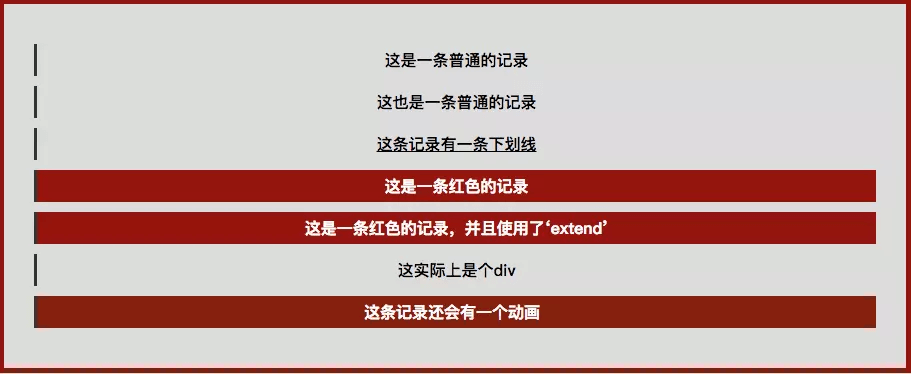 这是一条普通的记录
这也是一条普通的记录
这条记录有一条下划线
这是一条红色的记录
这是一条红色的记录，并且使用了‘extend’
这实际上是个div
这条记录还会有一个动画